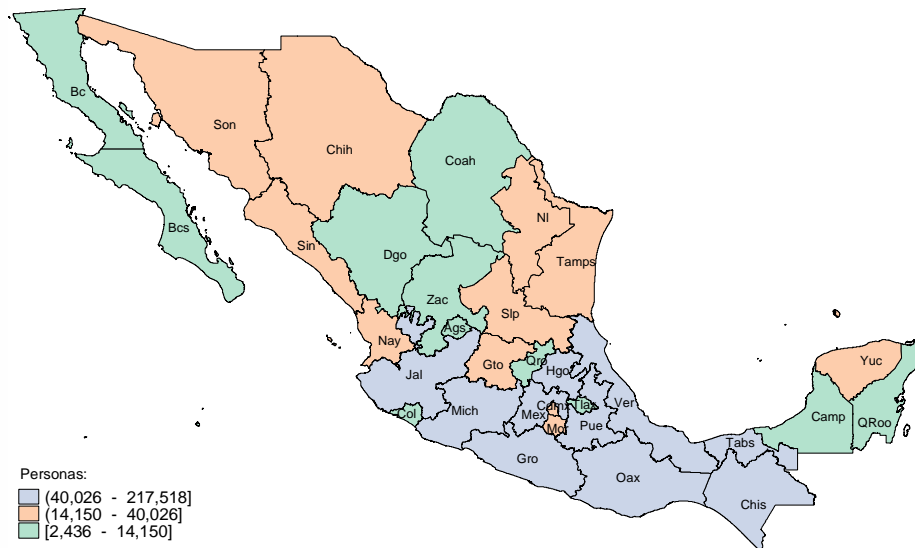 Bc
Son
Chih
Coah
Bcs
Nl
Sin
Dgo
Tamps
Zac
Slp
Ags
Nay
Qro
Yuc
Gto
Hgo
Jal
Col
Mich
Mex
Cdmx
Tlax
Ver
Camp
QRoo
Mor
Pue
Tabs
Gro
Oax
Chis
Personas:
(40,026 - 217,518]
(14,150 - 40,026]
[2,436 - 14,150]